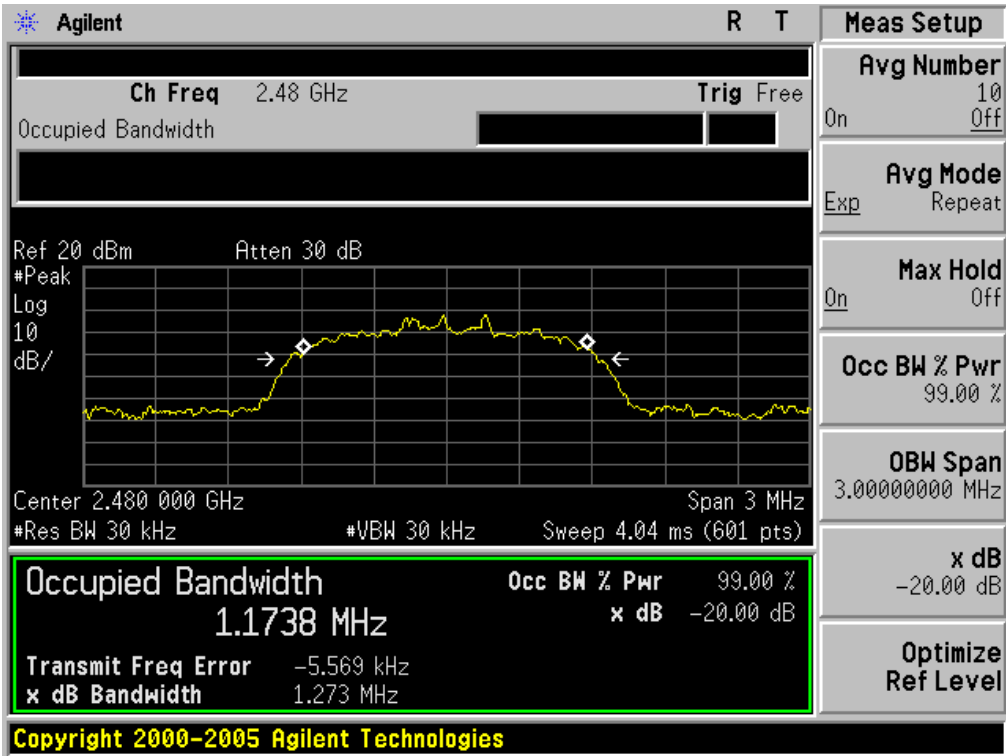 Agilent R T
Ch Freq 2.48 GHz Trig Free
Occupied Bandwidth
Ref 20 dBm Atten 30 dB
#Peak
Log
10
dB/
Center 2.480 000 GHz Span 3 MHz
#Res BW 30 kHz #VBW 30 kHz Sweep 4.04 ms (601 pts)
Occupied Bandwidth Occ BW % Pwr 99.00 %
1.1738 MHz x dB -20.00 dB
Transmit Freq Error -5.569 kHz
x dB Bandwidth 1.273 MHz
Copyright 2000-2005 Agilent Technologies
Meas Setup
Avg Number
10
On Off
Avg Mode
Exp Repeat
Max Hold
On Off
Occ BW % Pwr
99.00 %
OBW Span
3.00000000 MHz
x dB
-20.00 dB
Optimize
Ref Level